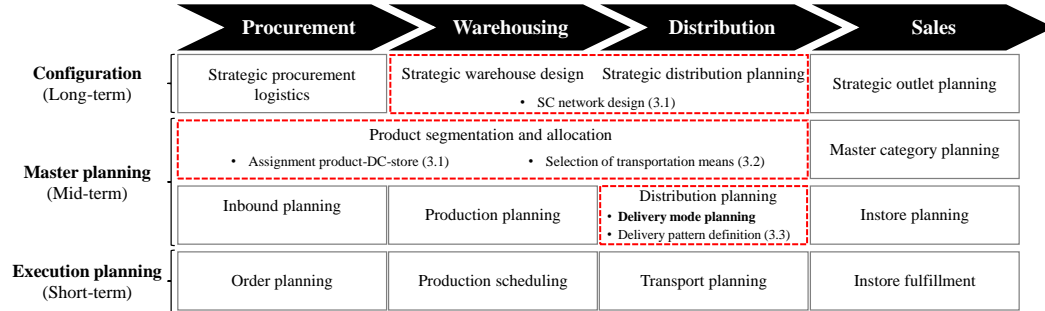 Procurement
Warehousing
Distribution
Sales
Configuration
(Long-term)
Strategic procurement
logistics
Strategic warehouse design
Strategic distribution planning
• SC network design (3.1)
Strategic outlet planning
Master planning
(Mid-term)
Product segmentation and allocation
• Assignment product-DC-store (3.1)
• Selection of transportation means (3.2)
Master category planning
Inbound planning
Production planning
Distribution planning
• Delivery mode planning
• Delivery pattern definition (3.3)
Instore planning
Execution planning
(Short-term)
Order planning
Production scheduling
Transport planning
Instore fulfillment